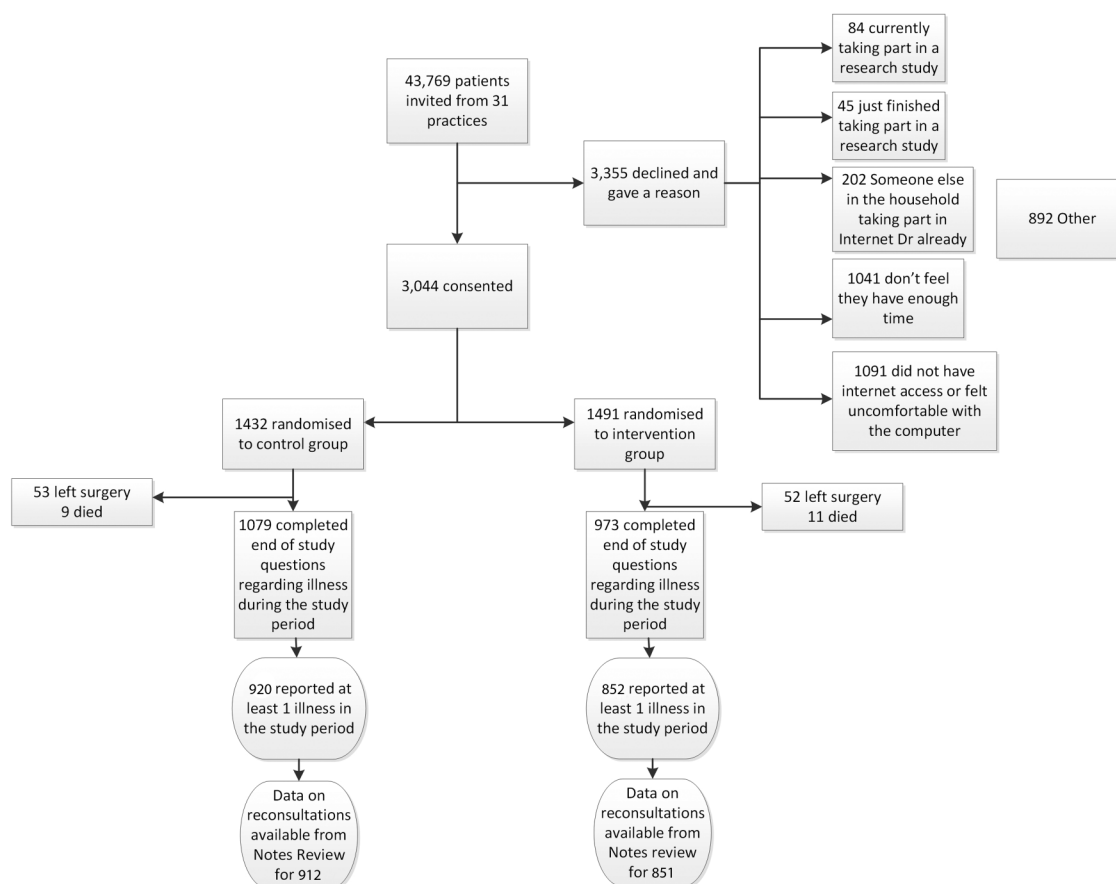 43,769 patients
invited from 31
practices
3,355 declined and
gave a reason
84 currently
taking part in a
research study
45 just finished
taking part in a
research study
202 Someone else
in the household
taking part in
Internet Dr already
892 Other
1041 don't feel
they have enough
time
1091 did not have
internet access or felt
uncomfortable with
the computer
3,044 consented
1432 randomised
to control group
1491 randomised
to intervention
group
53 left surgery
9 died
52 left surgery
11 died
1079 completed
end of study
questions
regarding illness
during the study
period
973 completed
end of study
questions
regarding illness
during the study
period
920 reported at
least 1 illness in
the study period
852 reported at
least 1 illness in
the study period
Data on
reconsultations
available from
Notes Review
for 912
Data on
reconsultations
available from
Notes review
for 851